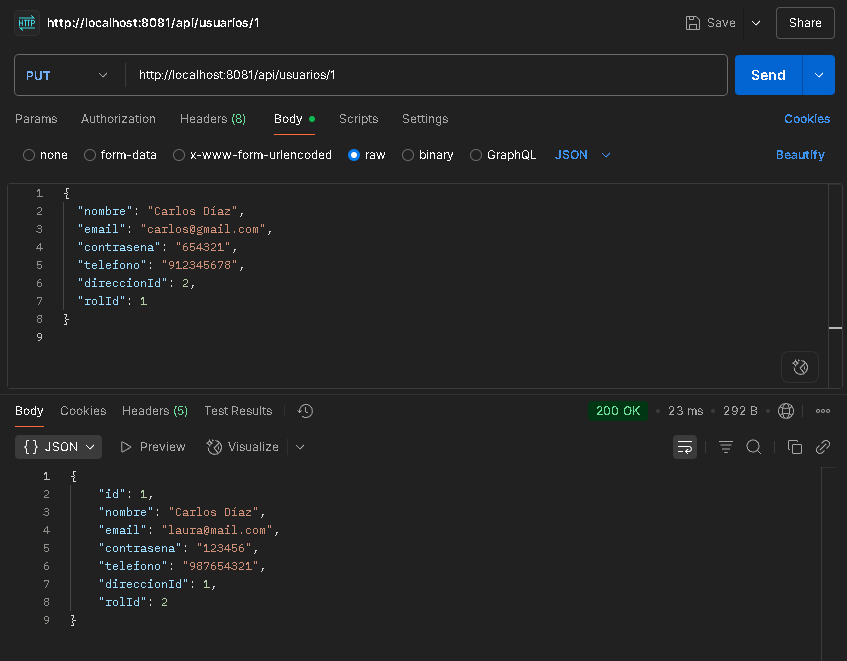 HTTP http://localhost:8081/api/usuarios/1 Save Share
PUT http://localhost:8081/api/usuarios/1 Send
Params Authorization Headers (8) Body Scripts Settings Cookies
none form-data x-www-form-urlencoded raw binary GraphQL JSON Beautify
1 {
2 "nombre": "Carlos Díaz",
3 "email": "carlos@gmail.com",
4 "contrasena": "654321",
5 "telefono": "912345678",
6 "direccionId": 2,
7 "rolId": 1
8 }
9
Body Cookies Headers (5) Test Results 200 OK • 23 ms • 292 B •
{} JSON Preview Visualize
1 {
2 "id": 1,
3 "nombre": "Carlos Díaz",
4 "email": "laura@mail.com",
5 "contrasena": "123456",
6 "telefono": "987654321",
7 "direccionId": 1,
8 "rolId": 2
9 }